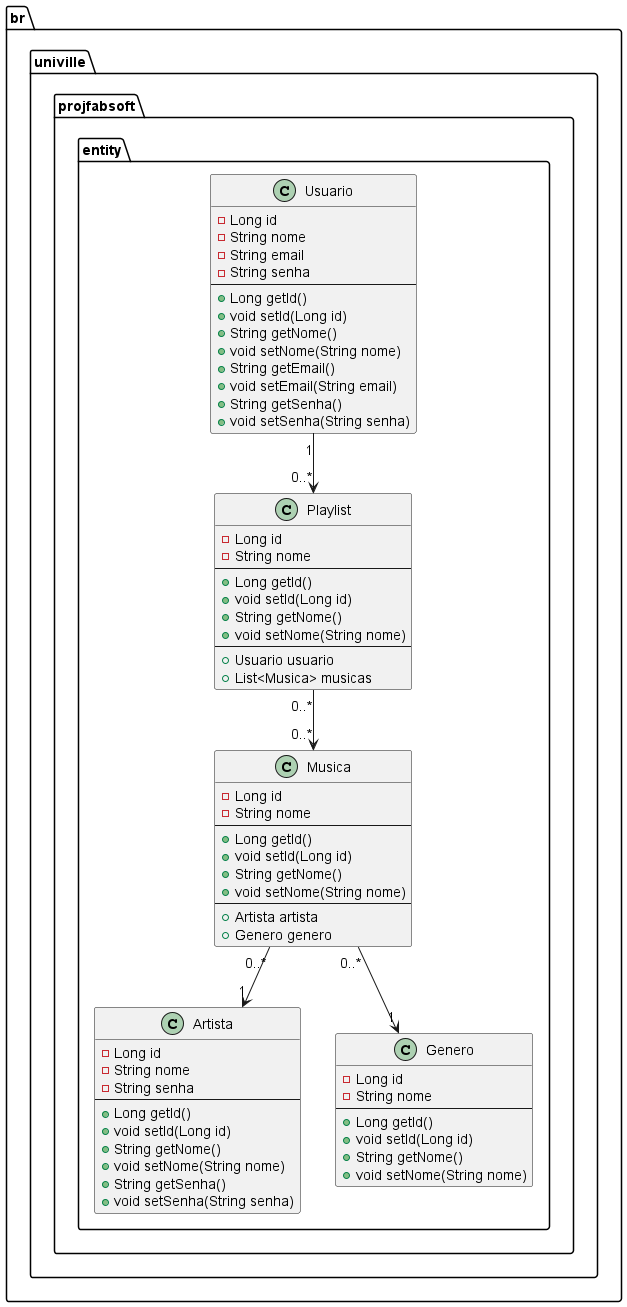 br
univille
projfabsoft
entity
C Usuario
Long id
String nome
String email
String senha
Long getId()
void setId(Long id)
String getNome()
void setNome(String nome)
String getEmail()
void setEmail(String email)
String getSenha()
void setSenha(String senha)
1
0..*
C Playlist
Long id
String nome
Long getId()
void setId(Long id)
String getNome()
void setNome(String nome)
Usuario usuario
List<Musica> musicas
0..*
0..*
C Musica
Long id
String nome
Long getId()
void setId(Long id)
String getNome()
void setNome(String nome)
Artista artista
Genero genero
0..*
1
0..*
1
C Artista
Long id
String nome
String senha
Long getId()
void setId(Long id)
String getNome()
void setNome(String nome)
String getSenha()
void setSenha(String senha)
C Genero
Long id
String nome
Long getId()
void setId(Long id)
String getNome()
void setNome(String nome)